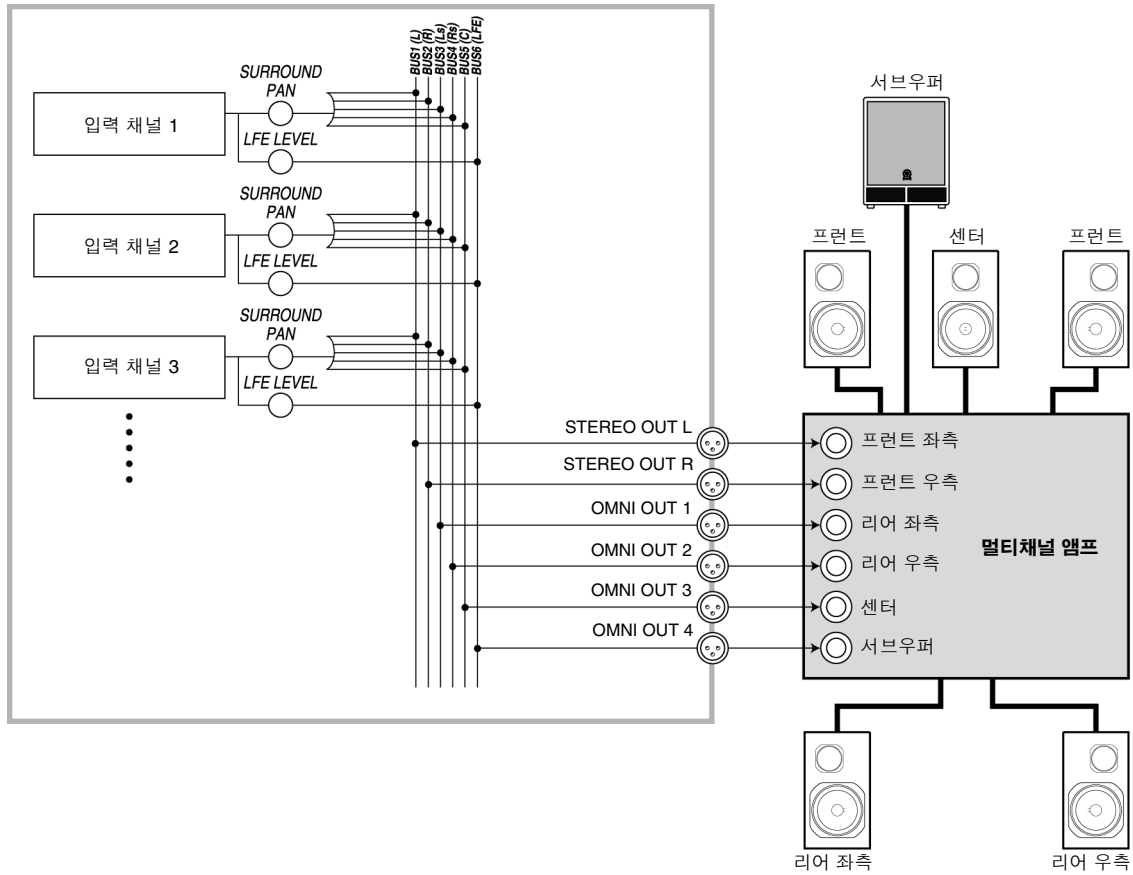 BUS1 (L)
BUS2 (R)
BUS3 (Ls)
BUS4 (Rs)
BUS5 (C)
BUS6 (LFE)
SURROUND
PAN
입력 채널 1
LFE LEVEL
SURROUND
PAN
입력 채널 2
LFE LEVEL
SURROUND
PAN
입력 채널 3
LFE LEVEL
서브우퍼
프런트
센터
프런트
STEREO OUT L
STEREO OUT R
OMNI OUT 1
OMNI OUT 2
OMNI OUT 3
OMNI OUT 4
프런트 좌측
프런트 우측
리어 좌측
리어 우측
센터
서브우퍼
멀티채널 앰프
리어 좌측
리어 우측